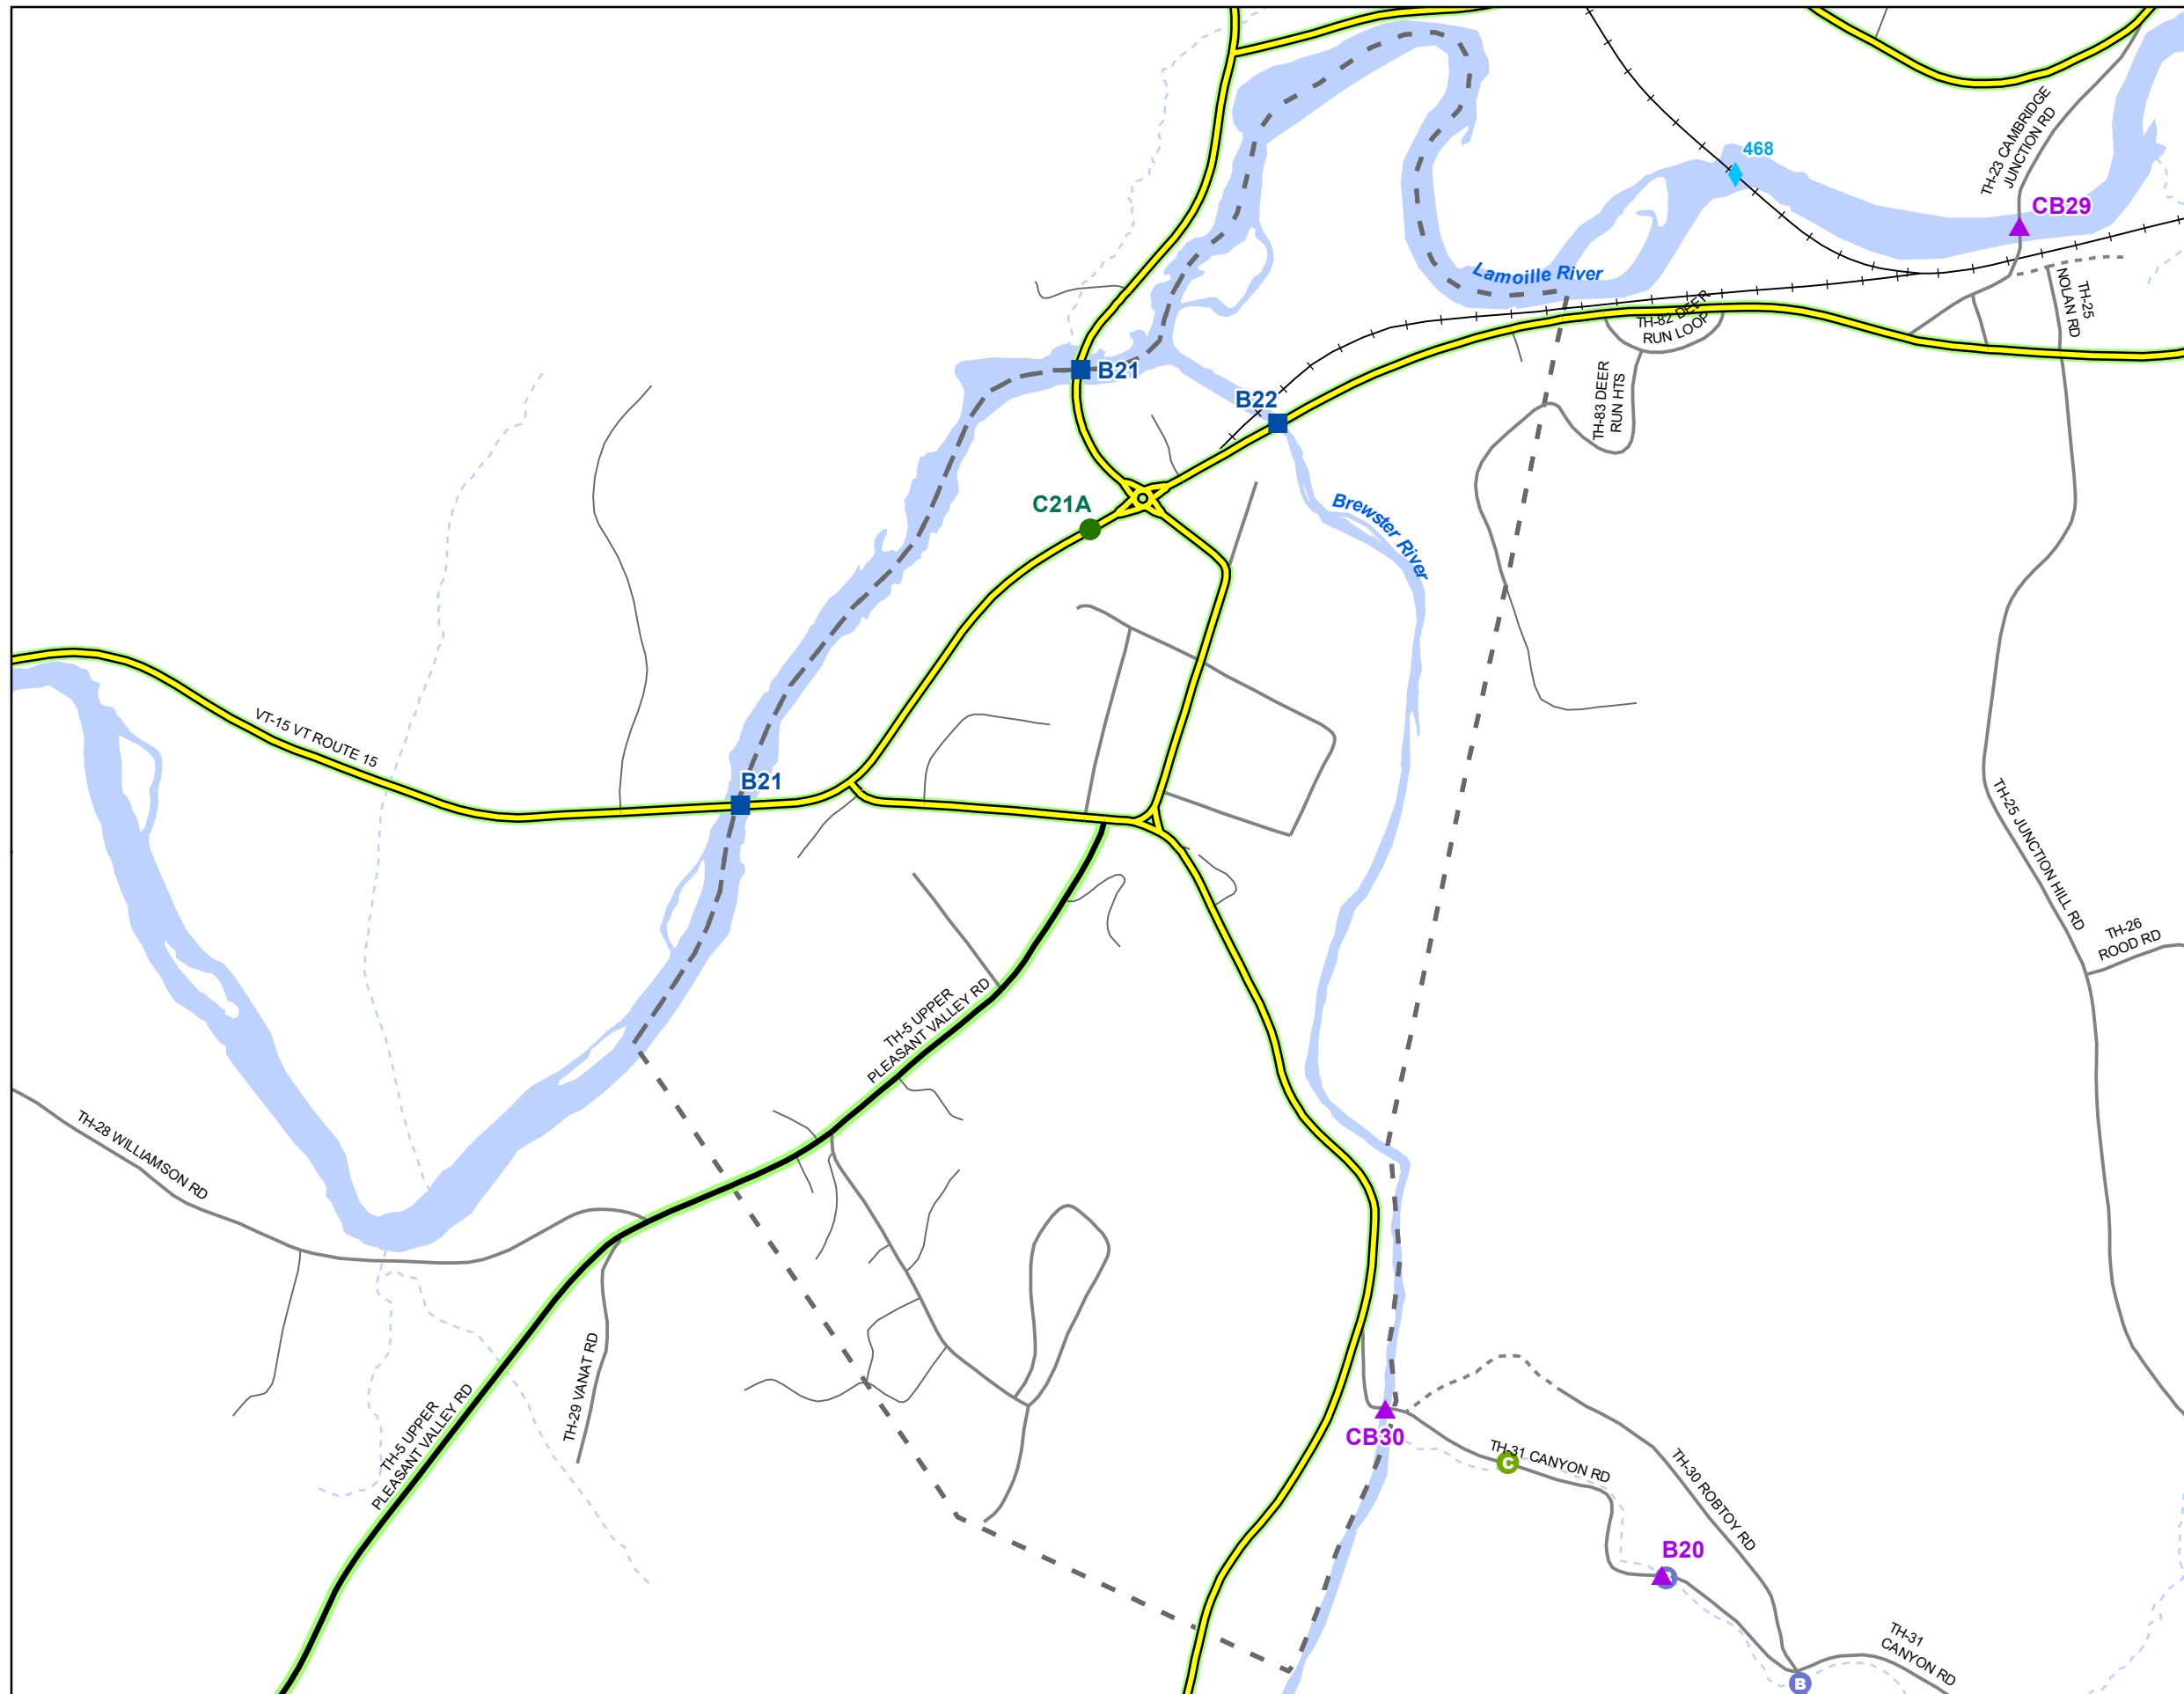 468
TH-23 CAMBRIDGE
JUNCTION RD
CB29
Lamoille River
TH-25
NOLAN RD
TH-82 DEER
RUN LOOP
B21
B22
TH-83 DEER
RUN HTS
C21A
Brewster River
VT-15 VT ROUTE 15
B21
TH-25 JUNCTION HILL RD
TH-26
ROOD RD
TH-5 UPPER
PLEASANT VALLEY RD
TH-28 WILLIAMSON RD
TH-29 VANAT RD
TH-5 UPPER
PLEASANT VALLEY RD
CB30
TH-31 CANYON RD
C
TH-30 ROBTOY RD
B20
TH-31
CANYON RD
B